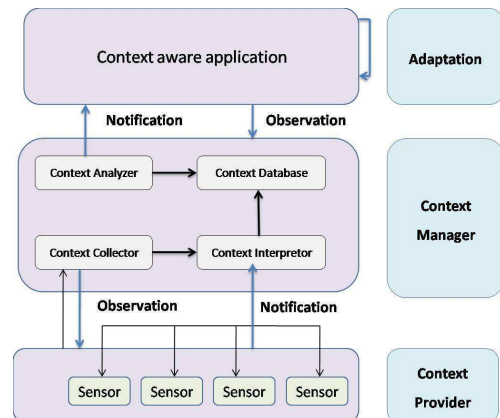 Context aware application
Adaptation
Notification
Observation
Context Analyzer
Context Database
Context Collector
Context Interpretor
Context
Manager
Observation
Notification
Sensor
Sensor
Sensor
Sensor
Context
Provider